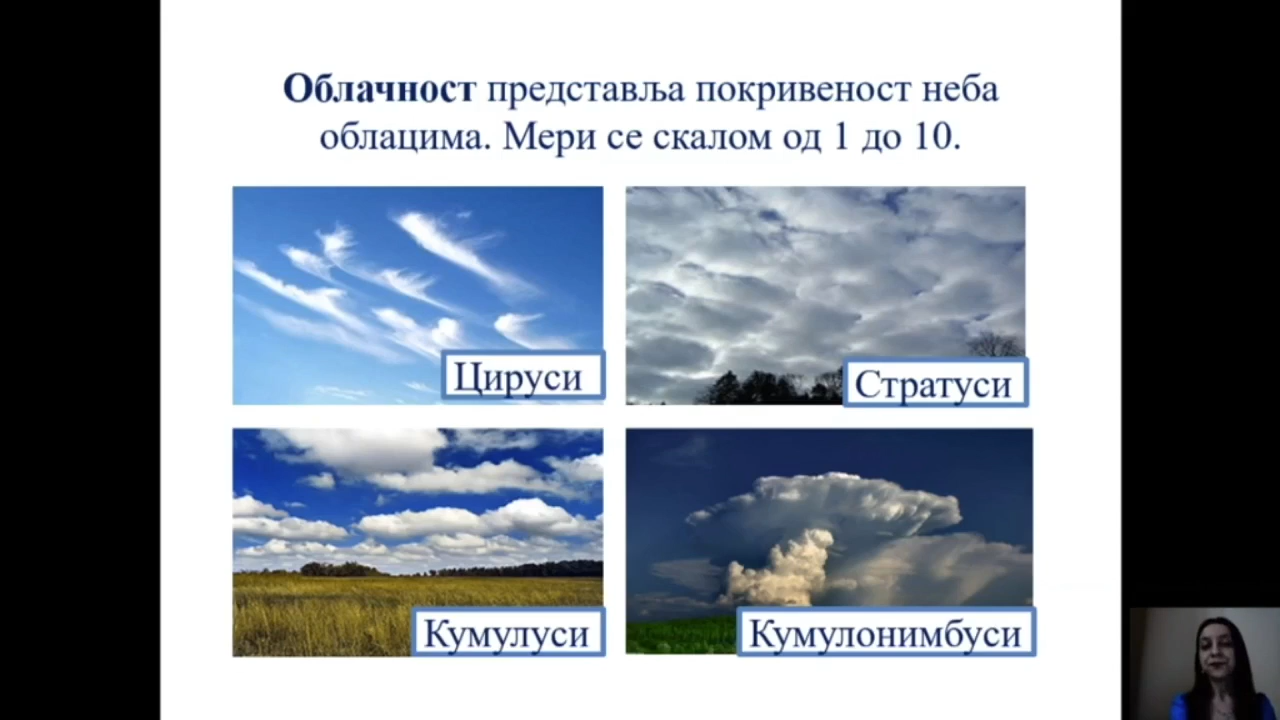 Облачност представља покривеност неба
облацима. Мери се скалом од 1 до 10.
Цируси
Стратуси
Кумулуси
Кумулонимбуси